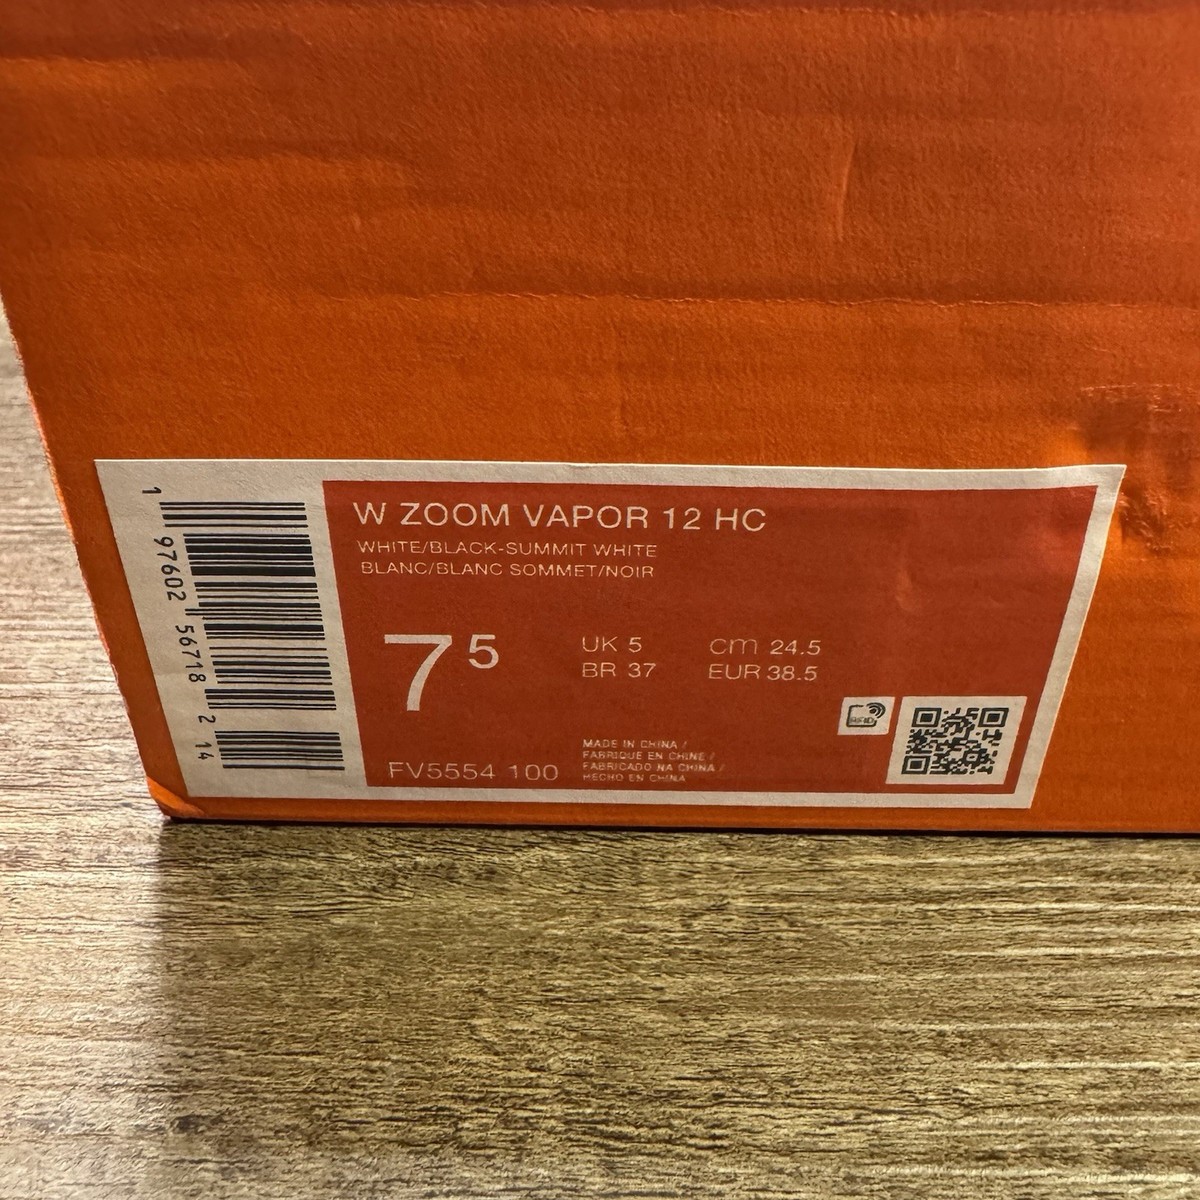 W ZOOM VAPOR 12 HC
WHITE/BLACK-SUMMIT WHITE
BLANC/BLANC SOMMET/NOIR
7 5
UK 5 cm 24.5
BR 37 EUR 38.5
FV5554 100
MADE IN CHINA /
FABRIQUE EN CHINE /
FABRICADO NA CHINA /
HECHO EN CHINA
RFID
1 97602 56718 2 14